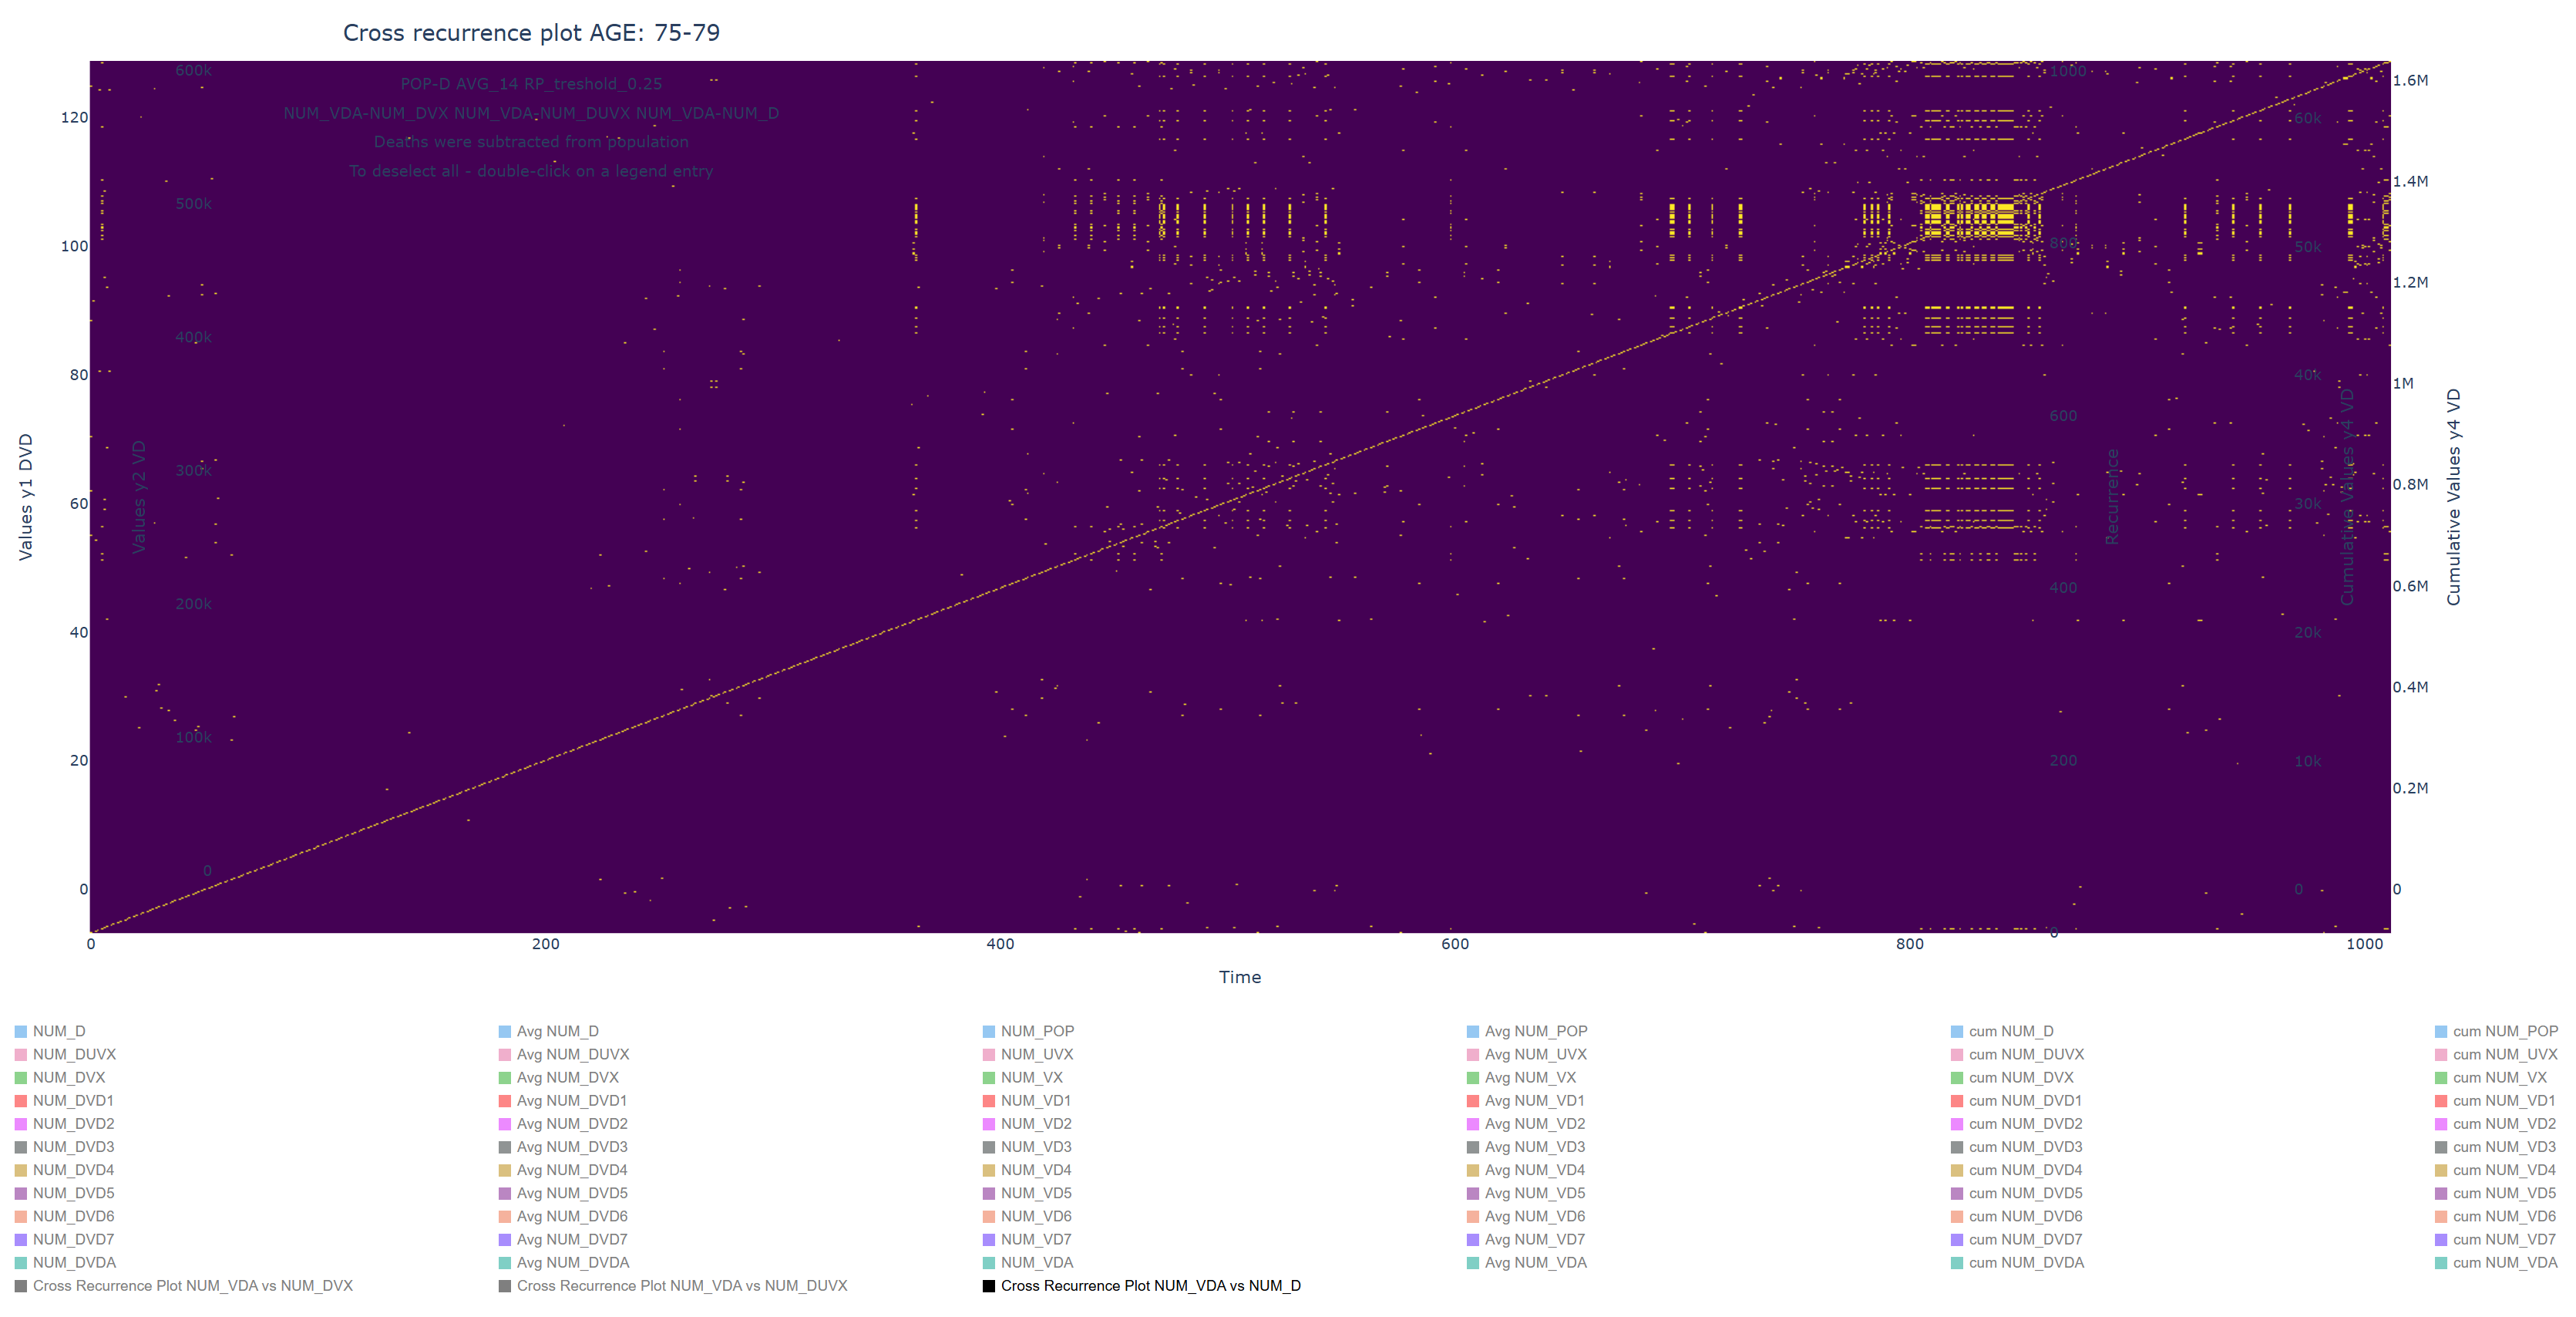 Cross recurrence plot AGE: 75-79
POP-D AVG_14 RP_treshold_0.25
NUM_VDA-NUM_DVX NUM_VDA-NUM_DUVX NUM_VDA-NUM_D
Deaths were subtracted from population
To deselect all - double-click on a legend entry
Values y1 DVD
120
100
80
60
40
20
0
Values y2 VD
600k
500k
400k
300k
200k
100k
0
Recurrence
1000
800
600
400
200
0
Cumulative Values y4 VD
60k
50k
40k
30k
20k
10k
0
Cumulative Values y4 VD
1.6M
1.4M
1.2M
1M
0.8M
0.6M
0.4M
0.2M
0
0 200 400 600 800 1000
Time
NUM_D Avg NUM_D NUM_POP Avg NUM_POP cum NUM_D cum NUM_POP
NUM_DUVX Avg NUM_DUVX NUM_UVX Avg NUM_UVX cum NUM_DUVX cum NUM_UVX
NUM_DVX Avg NUM_DVX NUM_VX Avg NUM_VX cum NUM_DVX cum NUM_VX
NUM_DVD1 Avg NUM_DVD1 NUM_VD1 Avg NUM_VD1 cum NUM_DVD1 cum NUM_VD1
NUM_DVD2 Avg NUM_DVD2 NUM_VD2 Avg NUM_VD2 cum NUM_DVD2 cum NUM_VD2
NUM_DVD3 Avg NUM_DVD3 NUM_VD3 Avg NUM_VD3 cum NUM_DVD3 cum NUM_VD3
NUM_DVD4 Avg NUM_DVD4 NUM_VD4 Avg NUM_VD4 cum NUM_DVD4 cum NUM_VD4
NUM_DVD5 Avg NUM_DVD5 NUM_VD5 Avg NUM_VD5 cum NUM_DVD5 cum NUM_VD5
NUM_DVD6 Avg NUM_DVD6 NUM_VD6 Avg NUM_VD6 cum NUM_DVD6 cum NUM_VD6
NUM_DVD7 Avg NUM_DVD7 NUM_VD7 Avg NUM_VD7 cum NUM_DVD7 cum NUM_VD7
NUM_DVDA Avg NUM_DVDA NUM_VDA Avg NUM_VDA cum NUM_DVDA cum NUM_VDA
Cross Recurrence Plot NUM_VDA vs NUM_DVX Cross Recurrence Plot NUM_VDA vs NUM_DUVX Cross Recurrence Plot NUM_VDA vs NUM_D